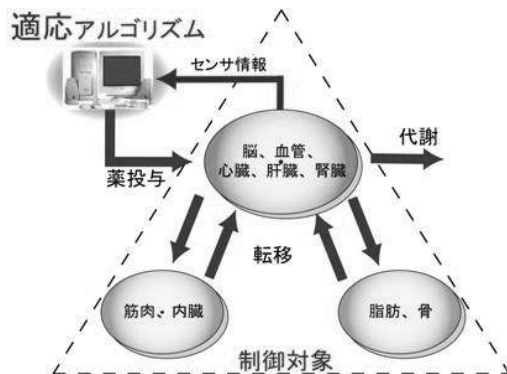 適応アルゴリズム
センサ情報
脳、血管、
心臓、肝臓、腎臓
代謝
薬投与
転移
筋肉・内臓
脂肪、骨
制御対象